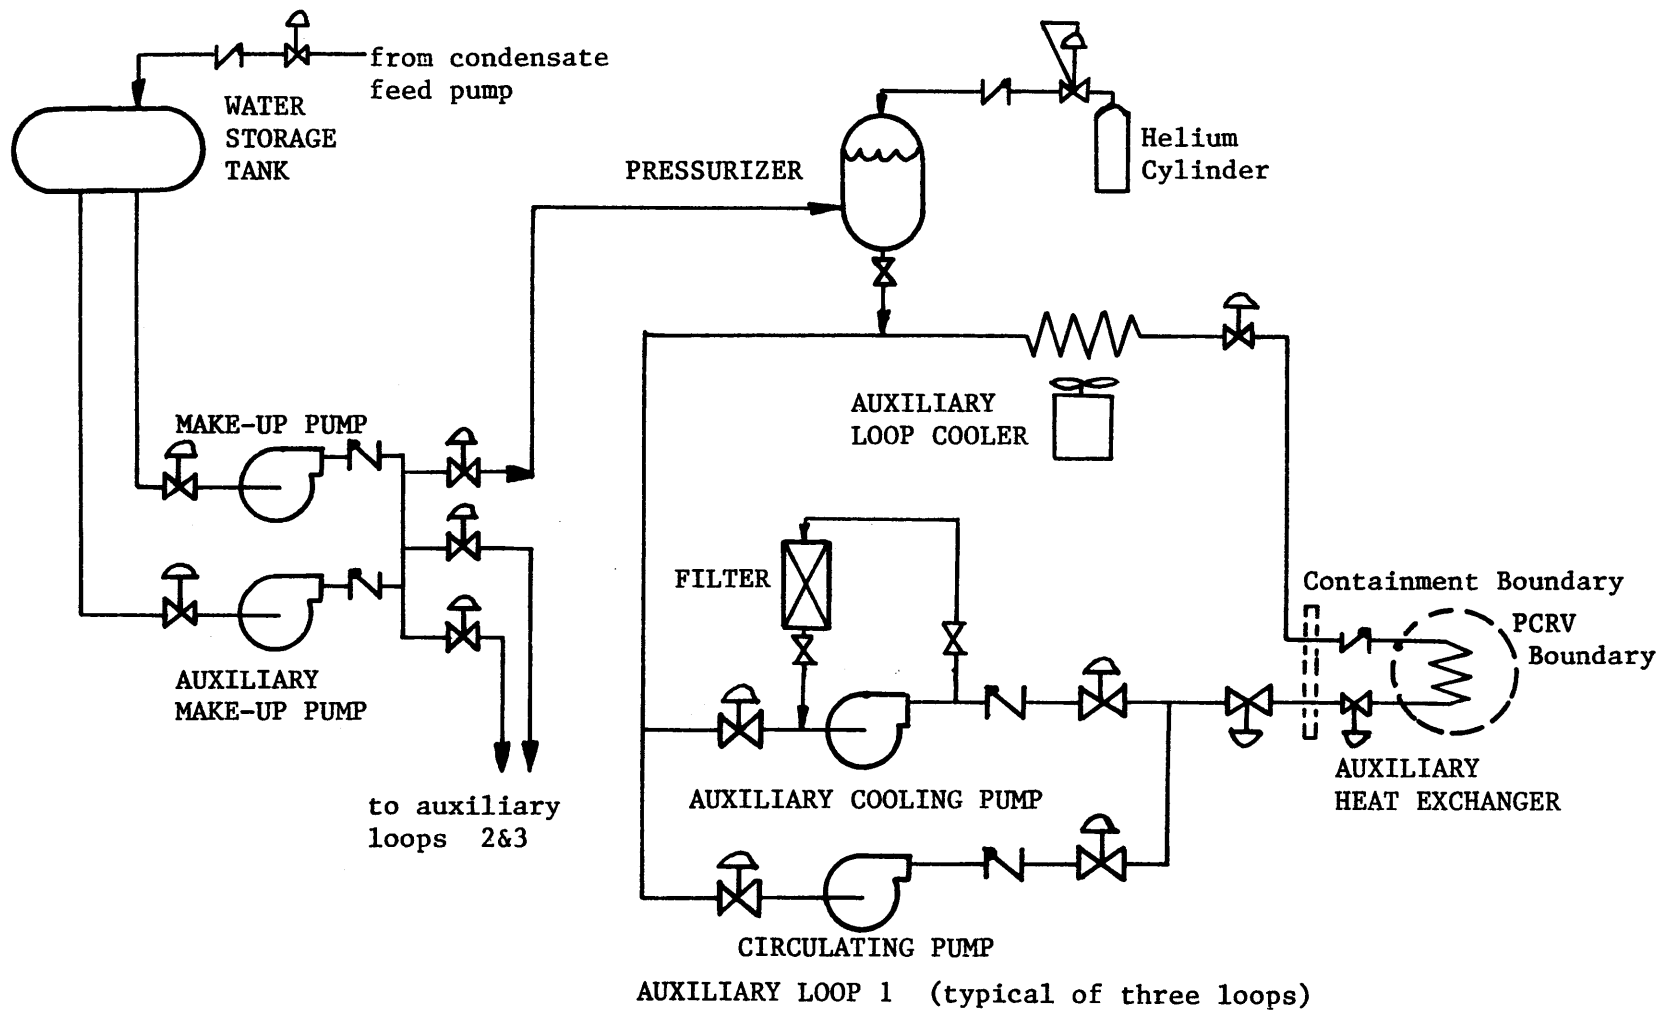 from condensate
feed pump
WATER
STORAGE
TANK
PRESSURIZER
Helium
Cylinder
MAKE-UP PUMP
AUXILIARY
LOOP COOLER
FILTER
Containment Boundary
PCRV
Boundary
AUXILIARY
MAKE-UP PUMP
to auxiliary
loops 2&3
AUXILIARY COOLING PUMP
AUXILIARY
HEAT EXCHANGER
CIRCULATING PUMP
AUXILIARY LOOP 1 (typical of three loops)